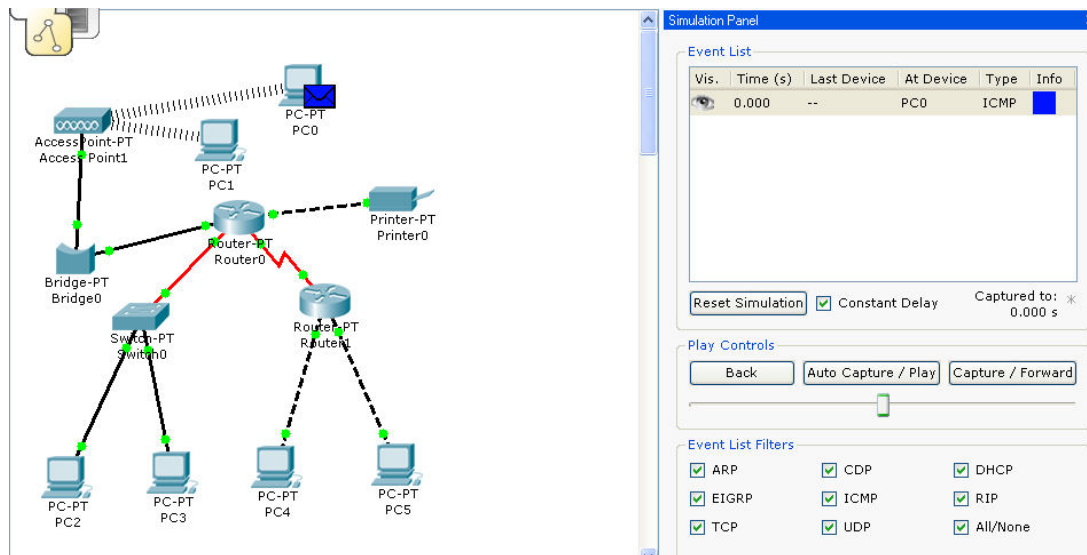 PC-PT
PC0
AccessPoint-PT
Access Point1
PC-PT
PC1
Printer-PT
Printer0
Router-PT
Router0
Bridge-PT
Bridge0
Switch-PT
Switch0
Router-PT
Router1
PC-PT
PC2
PC-PT
PC3
PC-PT
PC4
PC-PT
PC5
Simulation Panel
Event List
Vis. Time (s) Last Device At Device Type Info
0.000 -- PC0 ICMP
Reset Simulation Constant Delay Captured to: *
0.000 s
Play Controls
Back Auto Capture / Play Capture / Forward
Event List Filters
ARP CDP DHCP
EIGRP ICMP RIP
TCP UDP All/None